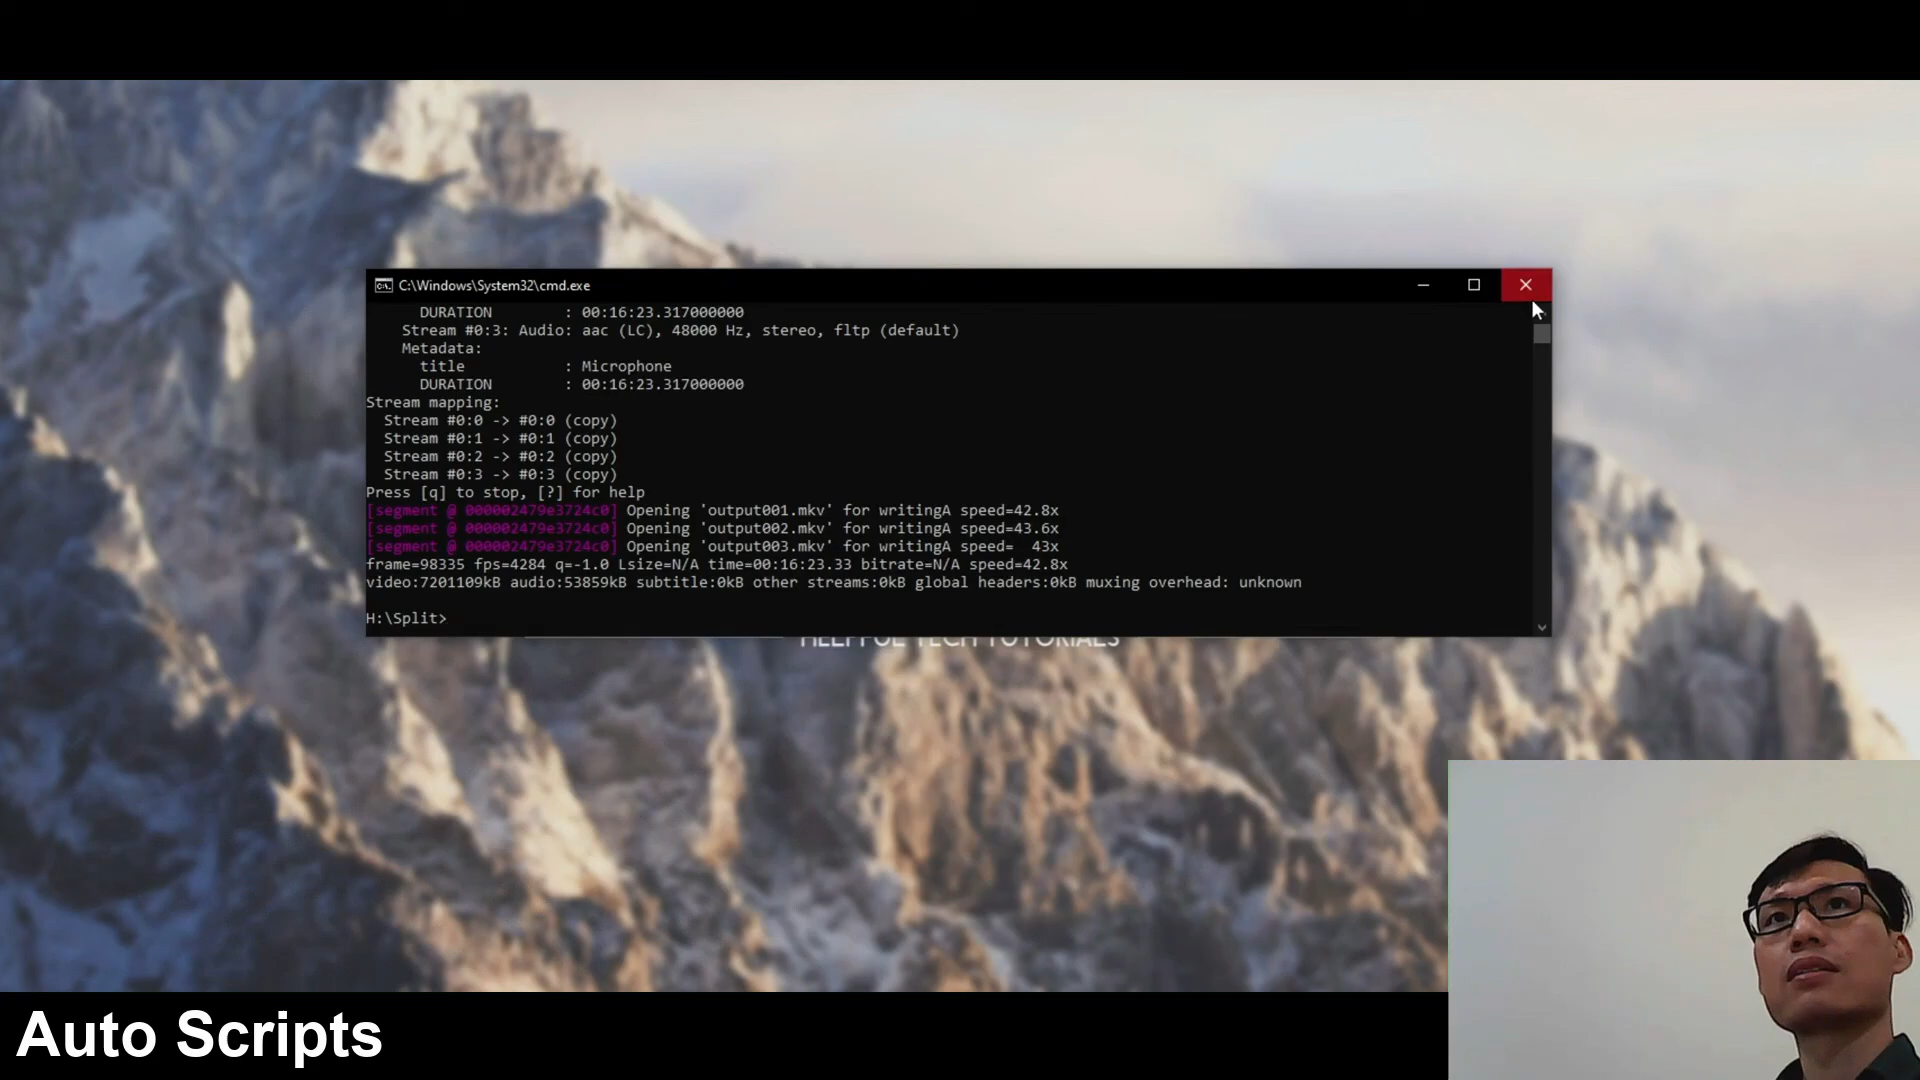 C:\Windows\System32\cmd.exe
DURATION : 00:16:23.317000000
Stream #0:3: Audio: aac (LC), 48000 Hz, stereo, fltp (default)
Metadata:
title : Microphone
DURATION : 00:16:23.317000000
Stream mapping:
Stream #0:0 -> #0:0 (copy)
Stream #0:1 -> #0:1 (copy)
Stream #0:2 -> #0:2 (copy)
Stream #0:3 -> #0:3 (copy)
Press [q] to stop, [?] for help
[segment @ 000002479e3724c0] Opening 'output001.mkv' for writingA speed=42.8x
[segment @ 000002479e3724c0] Opening 'output002.mkv' for writingA speed=43.6x
[segment @ 000002479e3724c0] Opening 'output003.mkv' for writingA speed= 43x
frame=98335 fps=4284 q=-1.0 Lsize=N/A time=00:16:23.33 bitrate=N/A speed=42.8x
video:7201109kB audio:53859kB subtitle:0kB other streams:0kB global headers:0kB muxing overhead: unknown
H:\Split>
HELPFUL TECH TUTORIALS
Auto Scripts